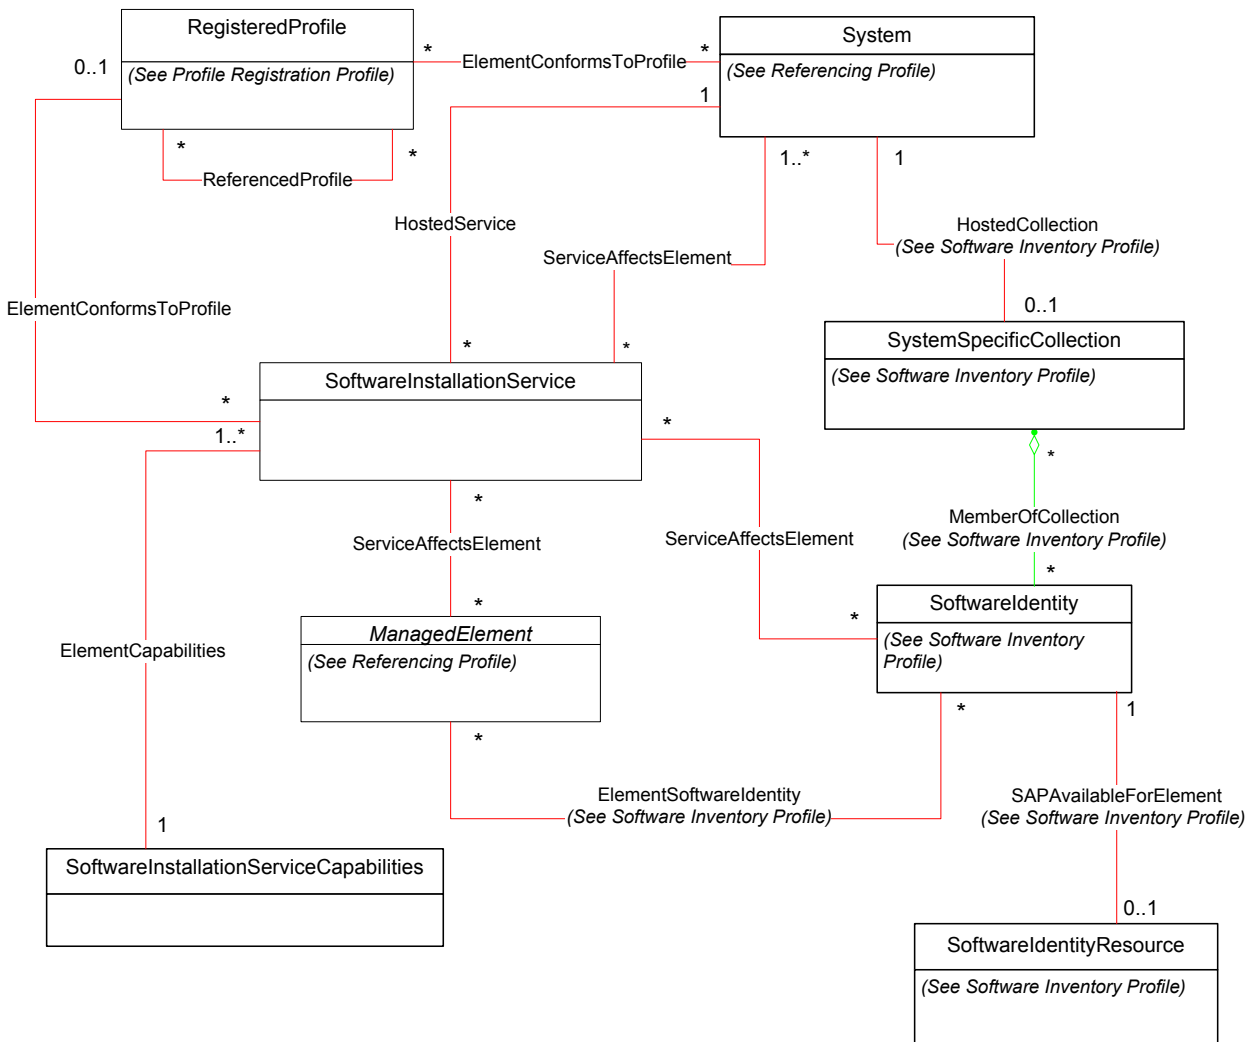 RegisteredProfile
(See Profile Registration Profile)
System
(See Referencing Profile)
*
*
ElementConformsToProfile
0..1
1
*
*
ReferencedProfile
1..*
1
HostedService
HostedCollection
(See Software Inventory Profile)
ServiceAffectsElement
ElementConformsToProfile
0..1
*
*
SystemSpecificCollection
(See Software Inventory Profile)
SoftwareInstallationService
*
1..*
*
*
*
MemberOfCollection
(See Software Inventory Profile)
ServiceAffectsElement
ServiceAffectsElement
*
*
SoftwareIdentity
(See Software Inventory
Profile)
*
ManagedElement
(See Referencing Profile)
ElementCapabilities
*
*
1
ElementSoftwareIdentity
(See Software Inventory Profile)
SAPAvailableForElement
(See Software Inventory Profile)
1
SoftwareInstallationServiceCapabilities
0..1
SoftwareIdentityResource
(See Software Inventory Profile)